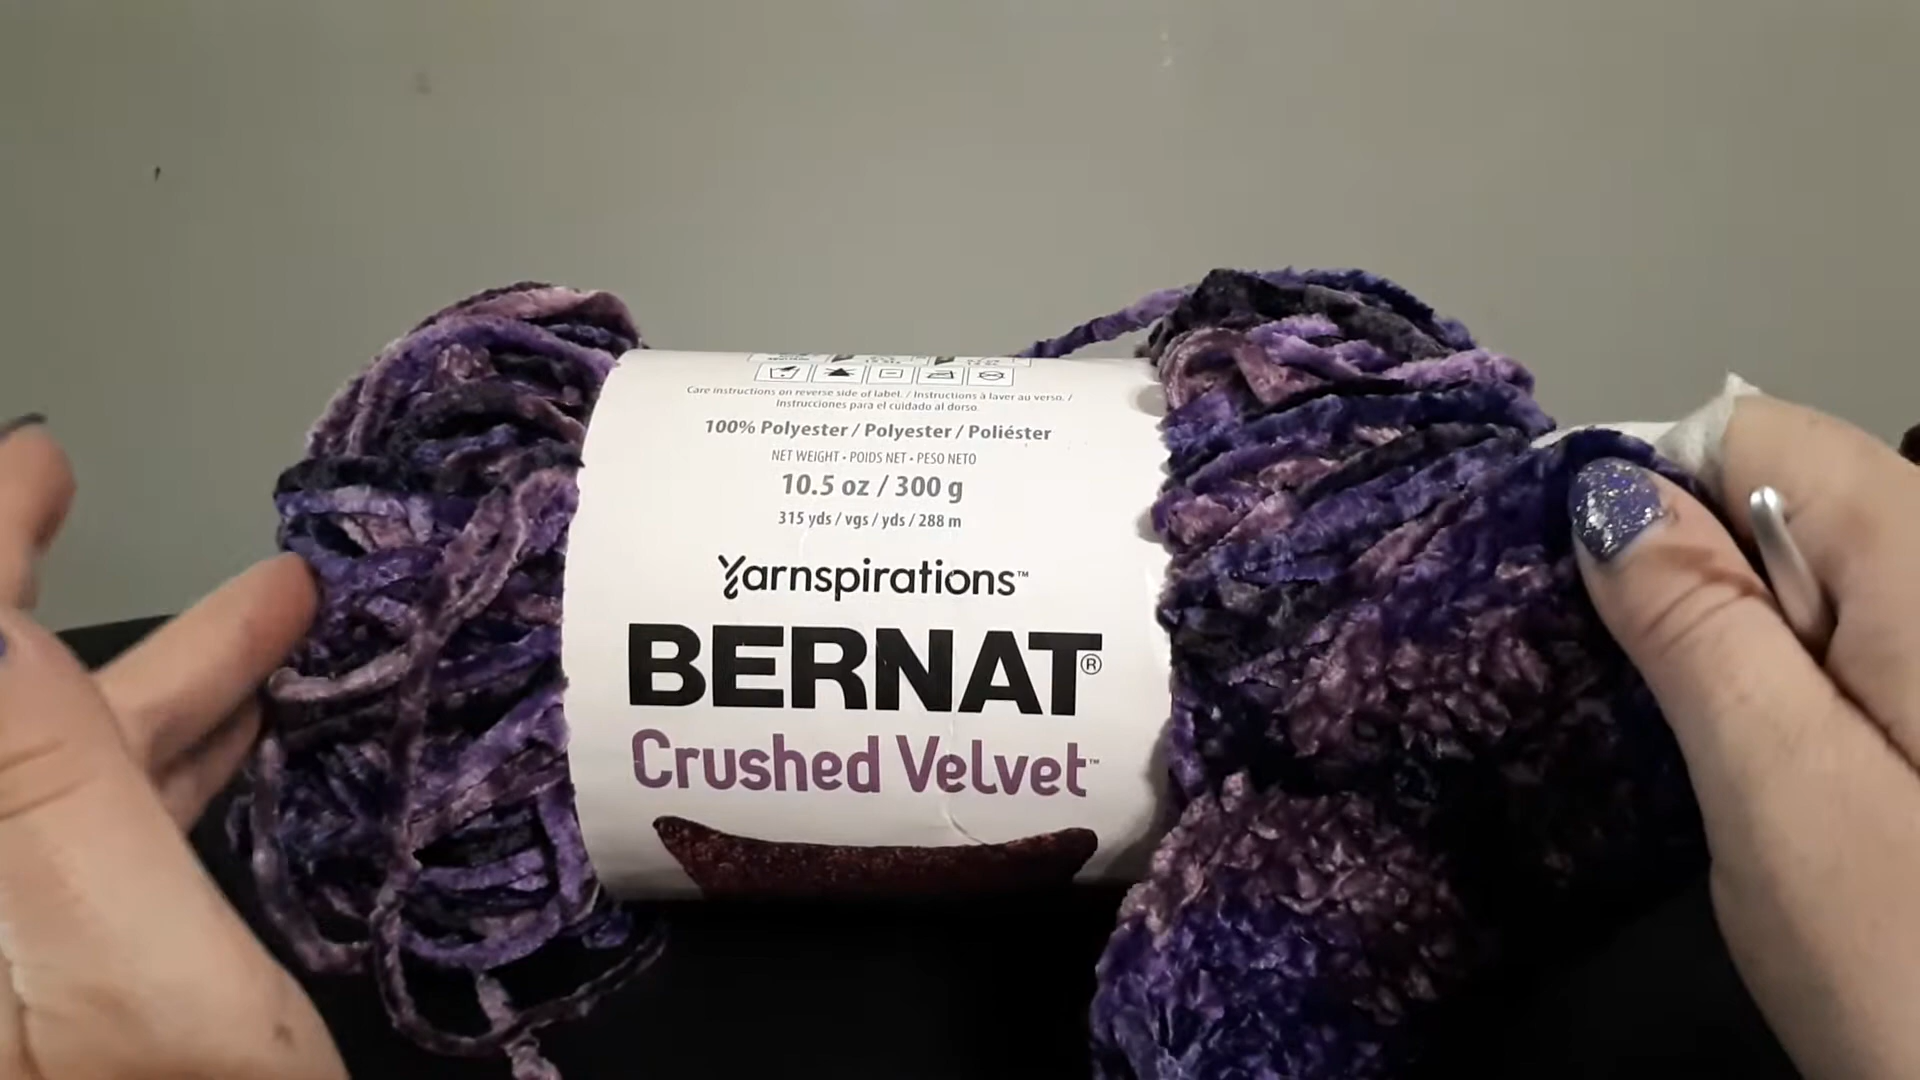 Care instructions on reverse side of label. / Instructions à laver au verso. /
Instrucciones para el cuidado al dorso.
100% Polyester / Polyester / Poliéster
NET WEIGHT • POIDS NET • PESO NETO
10.5 oz / 300 g
315 yds / vgs / yds / 288 m
Yarnspirations™
BERNAT®
Crushed Velvet™